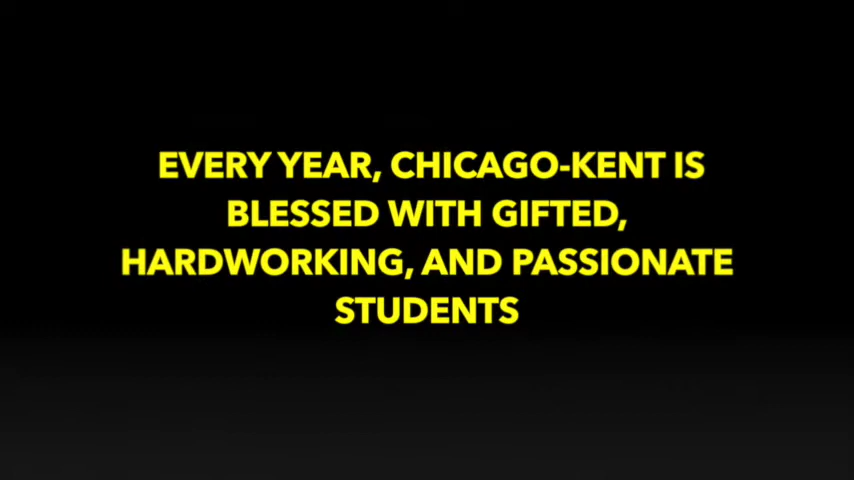 EVERY YEAR, CHICAGO-KENT IS
BLESSED WITH GIFTED,
HARDWORKING, AND PASSIONATE
STUDENTS